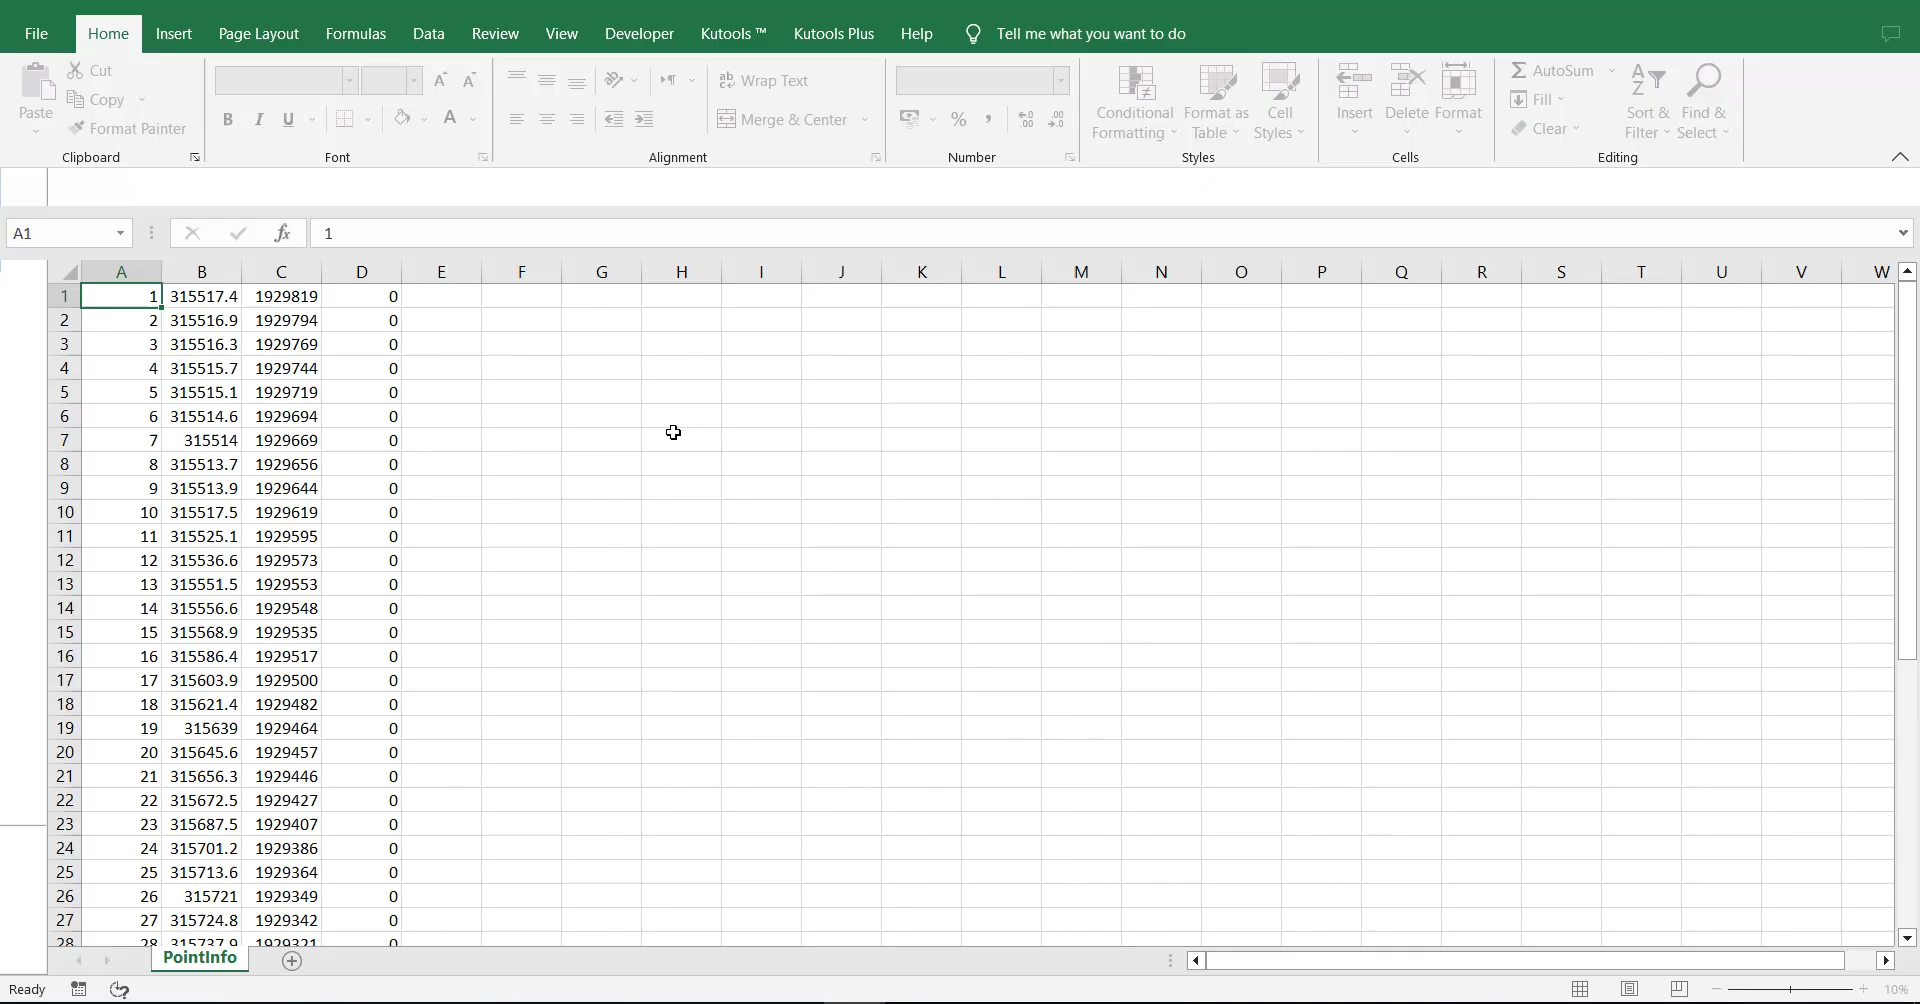 File Home Insert Page Layout Formulas Data Review View Developer Kutools ™ Kutools Plus Help Tell me what you want to do
Paste
Cut
Copy
Format Painter
Clipboard
B I U A
Font
Wrap Text
Merge & Center
Alignment
% ,
Number
Conditional Formatting
Format as Table
Cell Styles
Styles
Insert Delete Format
Cells
AutoSum
Fill
Clear
Sort & Filter
Find & Select
Editing
A1 fx 1
A B C D E F G H I J K L M N O P Q R S T U V W
1 1 315517.4 1929819 0
2 2 315516.9 1929794 0
3 3 315516.3 1929769 0
4 4 315515.7 1929744 0
5 5 315515.1 1929719 0
6 6 315514.6 1929694 0
7 7 315514 1929669 0
8 8 315513.7 1929656 0
9 9 315513.9 1929644 0
10 10 315517.5 1929619 0
11 11 315525.1 1929595 0
12 12 315536.6 1929573 0
13 13 315551.5 1929553 0
14 14 315556.6 1929548 0
15 15 315568.9 1929535 0
16 16 315586.4 1929517 0
17 17 315603.9 1929500 0
18 18 315621.4 1929482 0
19 19 315639 1929464 0
20 20 315645.6 1929457 0
21 21 315656.3 1929446 0
22 22 315672.5 1929427 0
23 23 315687.5 1929407 0
24 24 315701.2 1929386 0
25 25 315713.6 1929364 0
26 26 315721 1929349 0
27 27 315724.8 1929342 0
28 28 315737.9 1929321 0
PointInfo
Ready 10%